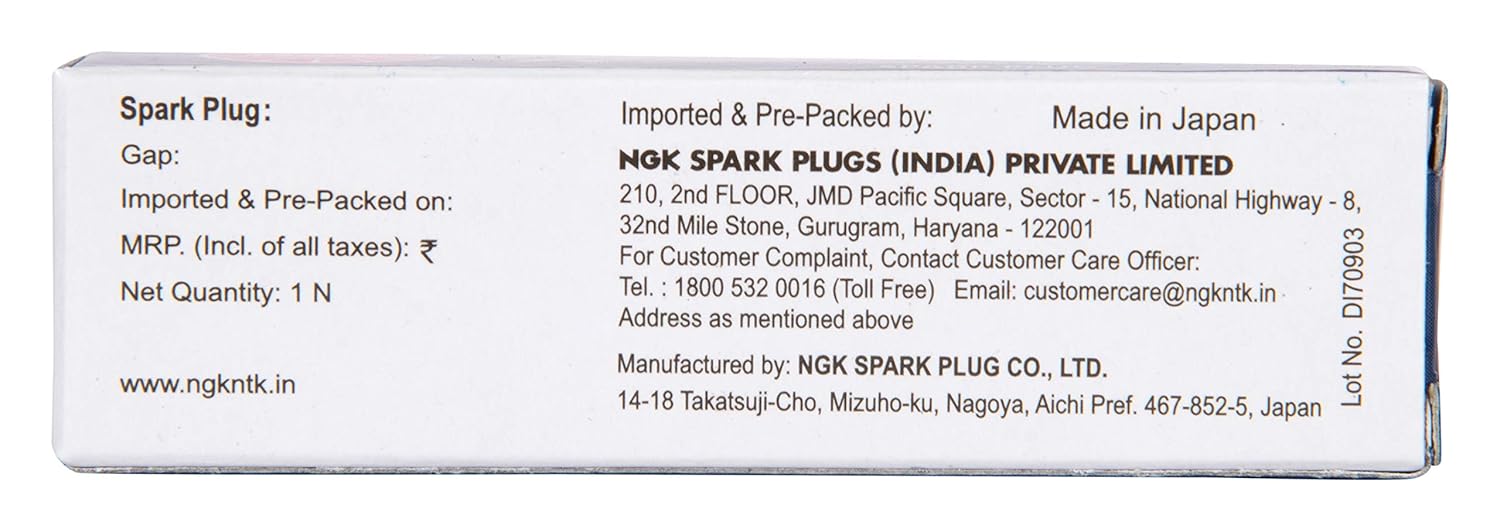 Spark Plug:
Gap:
Imported & Pre-Packed on:
MRP. (Incl. of all taxes): ₹
Net Quantity: 1 N
www.ngkntk.in
Imported & Pre-Packed by:
Made in Japan
NGK SPARK PLUGS (INDIA) PRIVATE LIMITED
210, 2nd FLOOR, JMD Pacific Square, Sector - 15, National Highway - 8,
32nd Mile Stone, Gurugram, Haryana - 122001
For Customer Complaint, Contact Customer Care Officer:
Tel. : 1800 532 0016 (Toll Free) Email: customercare@ngkntk.in
Address as mentioned above
Manufactured by: NGK SPARK PLUG CO., LTD.
14-18 Takatsuji-Cho, Mizuho-ku, Nagoya, Aichi Pref. 467-852-5, Japan
Lot No. DI70903